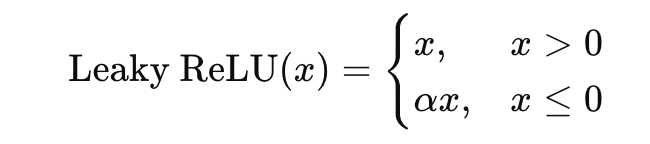 Leaky ReLU(x) = { x, x > 0
αx, x ≤ 0